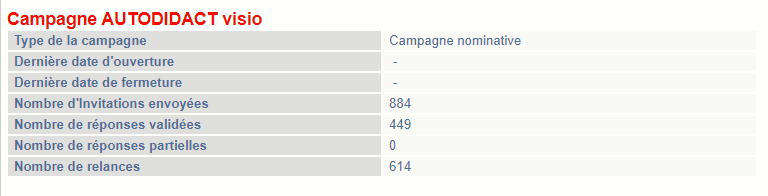 Campagne AUTODIDACT visio
Type de la campagne Campagne nominative
Dernière date d'ouverture -
Dernière date de fermeture -
Nombre d'Invitations envoyées 884
Nombre de réponses validées 449
Nombre de réponses partielles 0
Nombre de relances 614